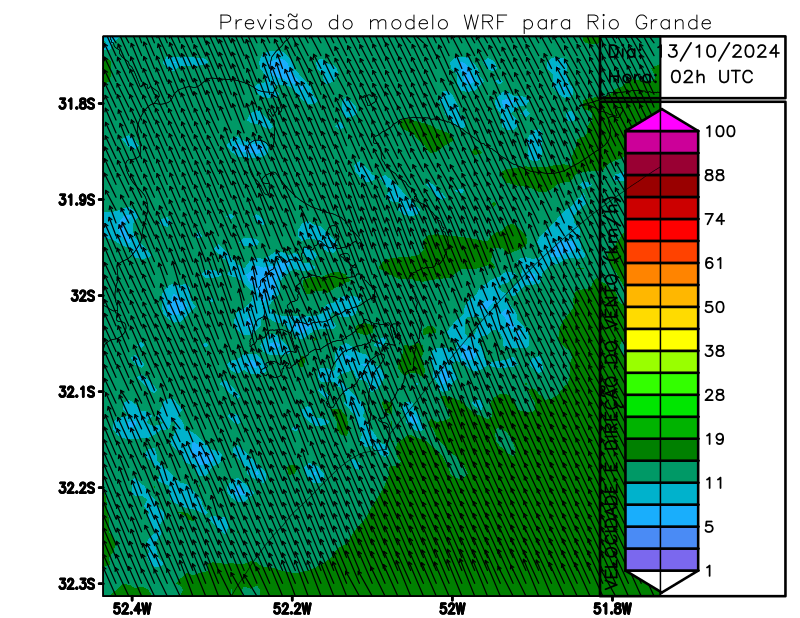 Previsão do modelo WRF para Rio Grande
Dia: 13/10/2024
Hora: 02h UTC
31.8S
31.9S
32S
32.1S
32.2S
32.3S
52.4W
52.2W
52W
51.8W
VELOCIDADE E DIREÇÃO DO VENTO (km/h)
100
88
74
61
50
38
28
19
11
5
1